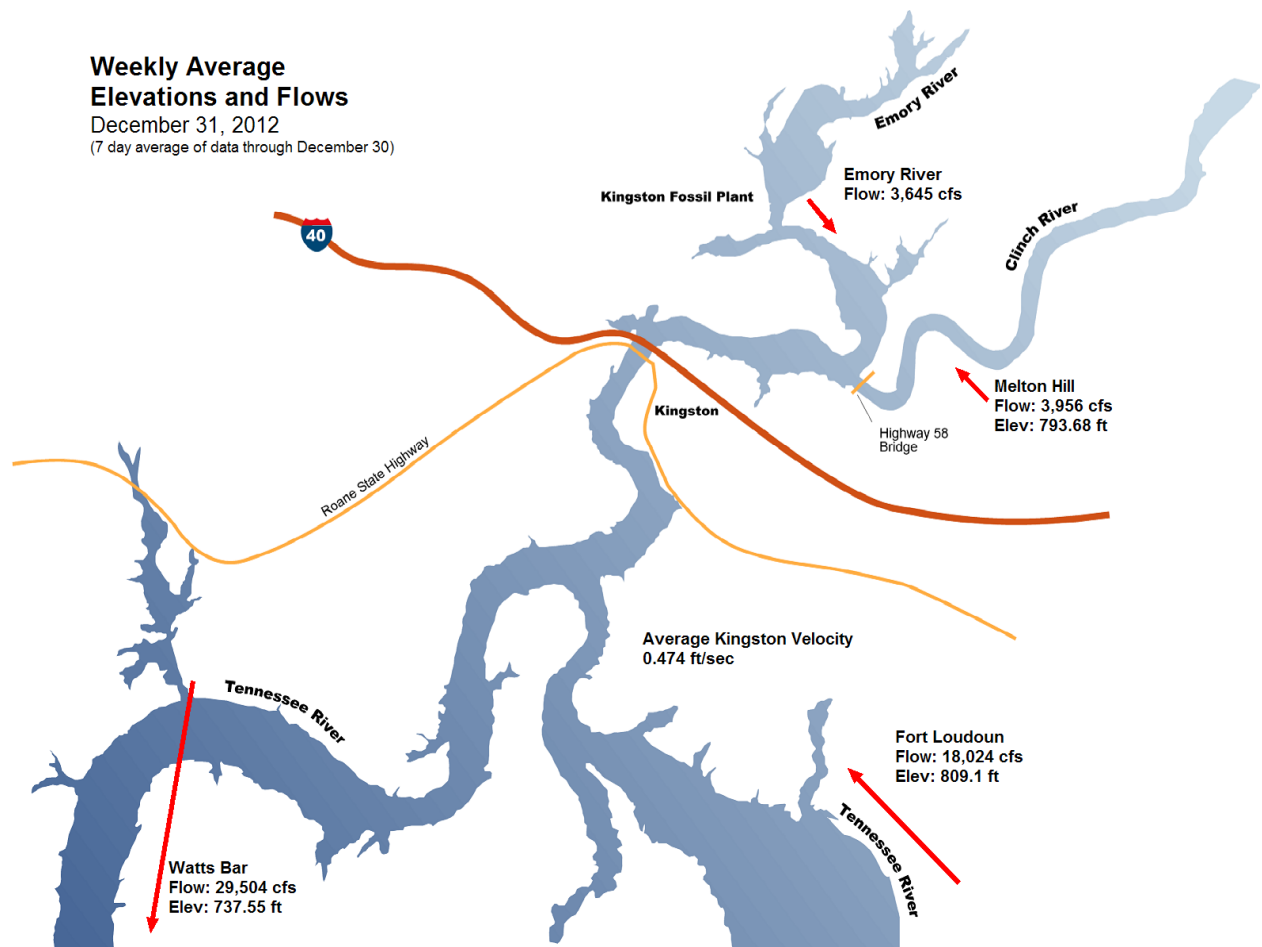 Weekly Average
Elevations and Flows
December 31, 2012
(7 day average of data through December 30)
Emory River
Emory River
Flow: 3,645 cfs
Kingston Fossil Plant
Clinch River
40
Melton Hill
Flow: 3,956 cfs
Elev: 793.68 ft
Kingston
Highway 58
Bridge
Roane State Highway
Average Kingston Velocity
0.474 ft/sec
Tennessee River
Fort Loudoun
Flow: 18,024 cfs
Elev: 809.1 ft
Tennessee River
Watts Bar
Flow: 29,504 cfs
Elev: 737.55 ft